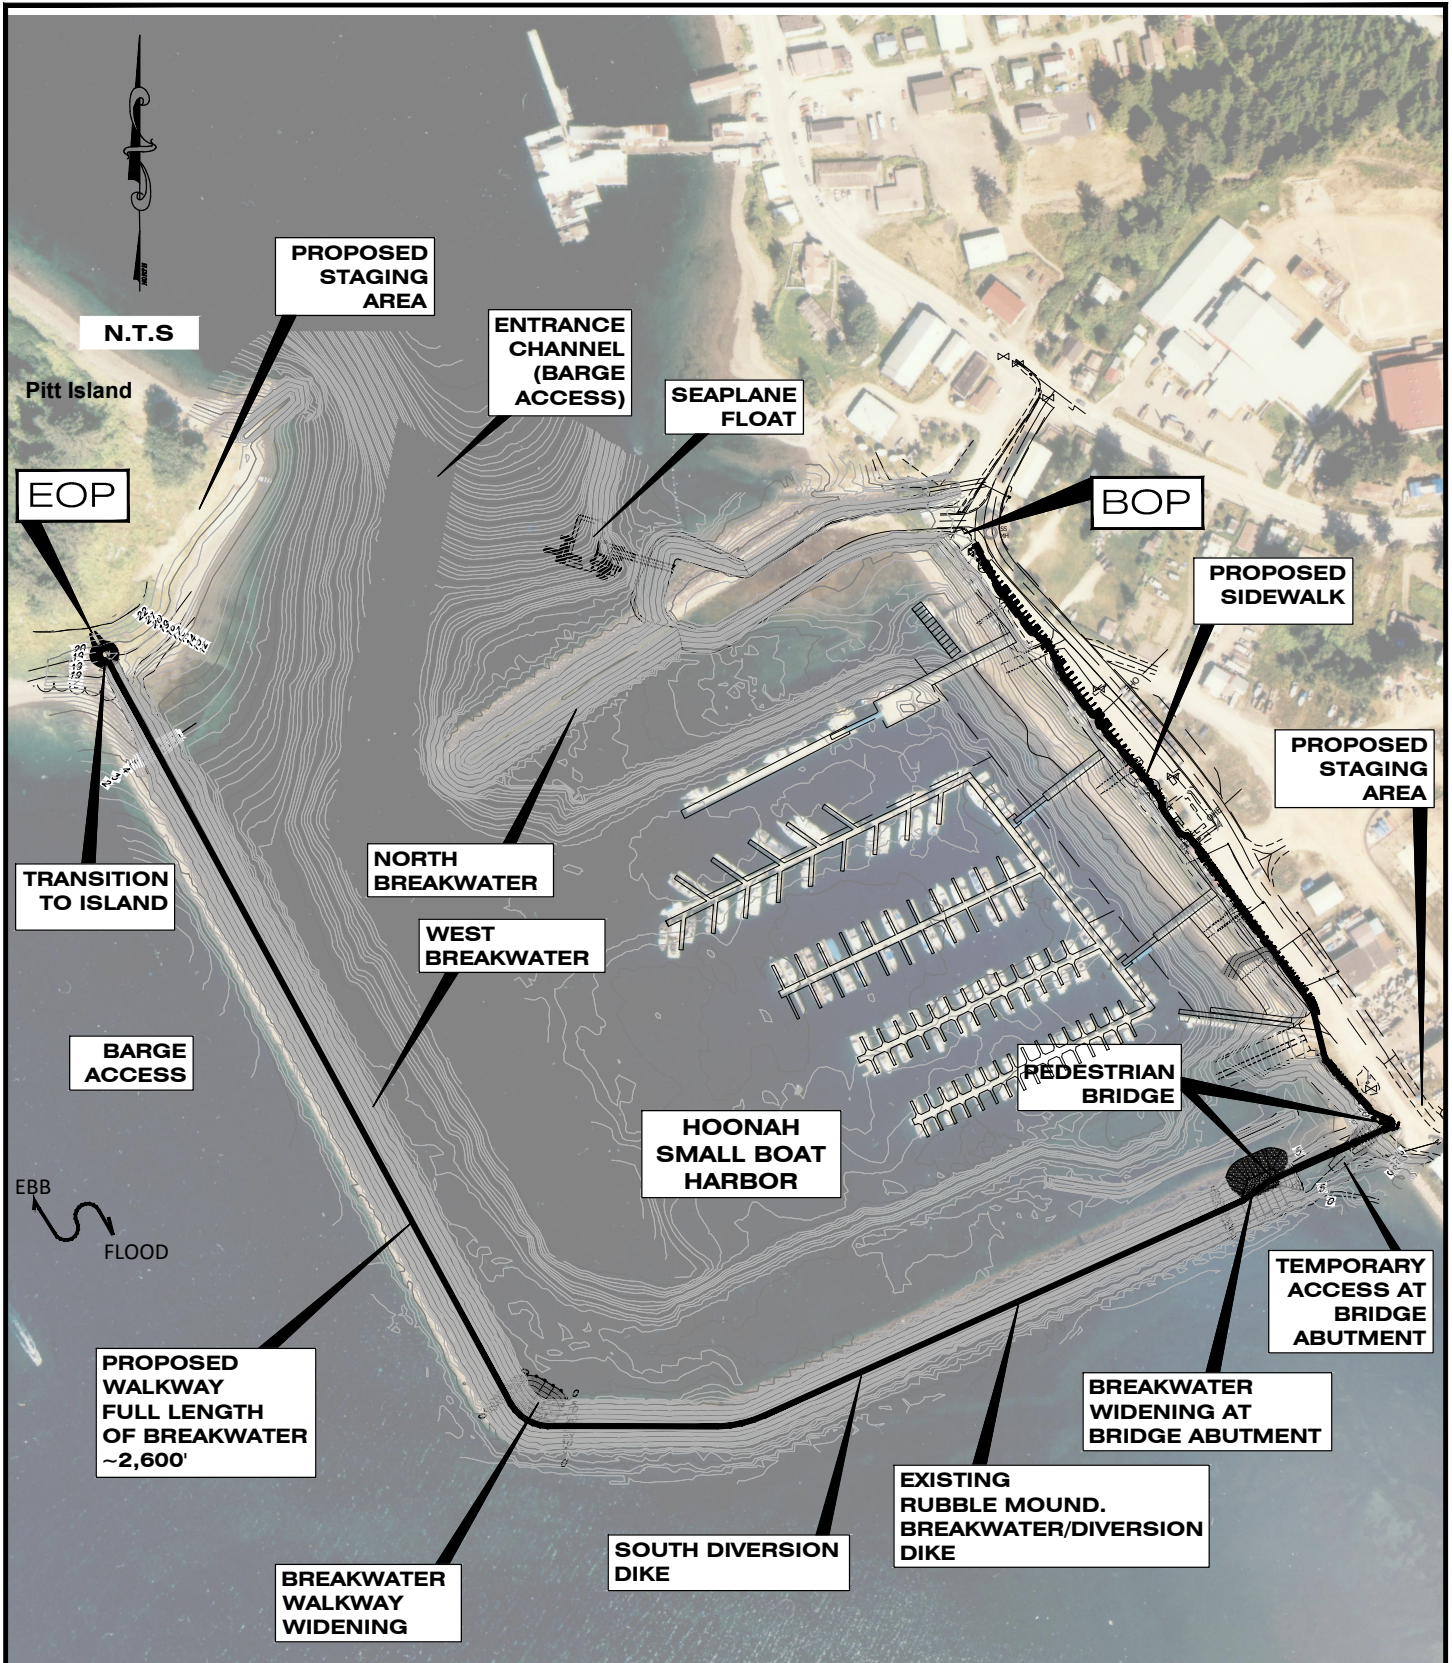 PROPOSED
STAGING
AREA
N.T.S
ENTRANCE
CHANNEL
(BARGE
ACCESS)
Pitt Island
SEAPLANE
FLOAT
EOP
BOP
PROPOSED
SIDEWALK
PROPOSED
STAGING
AREA
NORTH
BREAKWATER
TRANSITION
TO ISLAND
WEST
BREAKWATER
BARGE
ACCESS
PEDESTRIAN
BRIDGE
HOONAH
SMALL BOAT
HARBOR
EBB
FLOOD
TEMPORARY
ACCESS AT
BRIDGE
ABUTMENT
PROPOSED
WALKWAY
FULL LENGTH
OF BREAKWATER
~2,600'
BREAKWATER
WIDENING AT
BRIDGE ABUTMENT
EXISTING
RUBBLE MOUND.
BREAKWATER/DIVERSION
DIKE
SOUTH DIVERSION
DIKE
BREAKWATER
WALKWAY
WIDENING